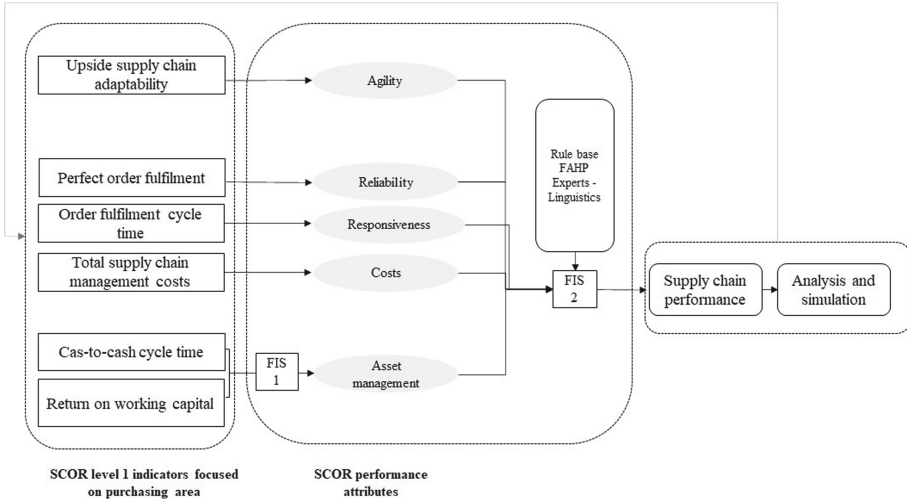 Upside supply chain
adaptability
Perfect order fulfilment
Order fulfilment cycle
time
Total supply chain
management costs
Cas-to-cash cycle time
Return on working capital
FIS
1
Agility
Reliability
Responsiveness
Costs
Asset
management
Rule base
FAHP
Experts -
Linguistics
FIS
2
Supply chain
performance
Analysis and
simulation
SCOR level 1 indicators focused
on purchasing area
SCOR performance
attributes